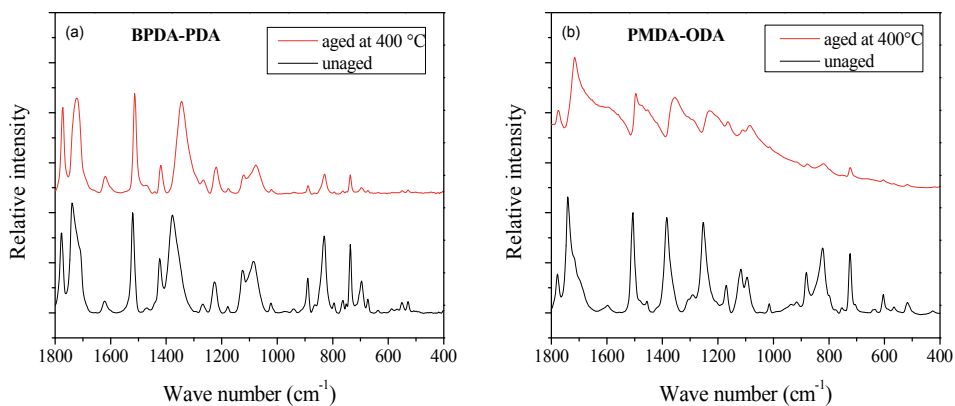 (a)
BPDA-PDA
aged at 400 °C
unaged
Relative intensity
1800 1600 1400 1200 1000 800 600 400
Wave number (cm⁻¹)
(b)
PMDA-ODA
aged at 400°C
unaged
Relative intensity
1800 1600 1400 1200 1000 800 600 400
Wave number (cm⁻¹)